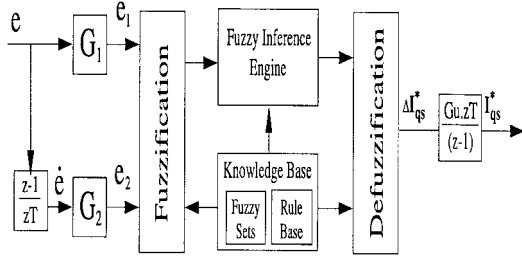 e
G1
e1
Fuzzification
Fuzzy Inference
Engine
Defuzzification
ΔI*qs
Gu.zT
(z-1)
I*qs
z-1
zT
ė
G2
e2
Knowledge Base
Fuzzy
Sets
Rule
Base